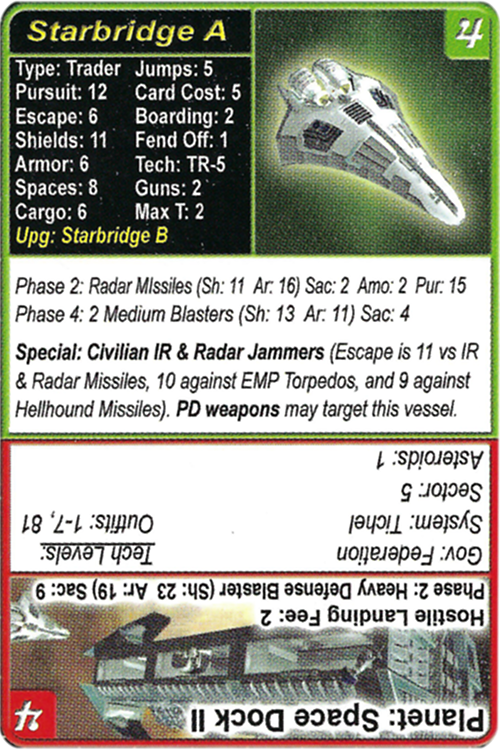 Starbridge A
4
Type: Trader Jumps: 5
Pursuit: 12 Card Cost: 5
Escape: 6 Boarding: 2
Shields: 11 Fend Off: 1
Armor: 6 Tech: TR-5
Spaces: 8 Guns: 2
Cargo: 6 Max T: 2
Upg: Starbridge B
Phase 2: Radar MIssiles (Sh: 11 Ar: 16) Sac: 2 Amo: 2 Pur: 15
Phase 4: 2 Medium Blasters (Sh: 13 Ar: 11) Sac: 4
Special: Civilian IR & Radar Jammers (Escape is 11 vs IR
& Radar Missiles, 10 against EMP Torpedos, and 9 against
Hellhound Missiles). PD weapons may target this vessel.
Planet: Space Dock II
4
Hostile Landing Fee: 2
Phase 2: Heavy Defense Blaster (Sh: 23 Ar: 19) Sac: 9
Gov: Federation Tech Levels:
System: Tichel Outfits: 1-7, 81
Sector: 5
Asteroids: 1